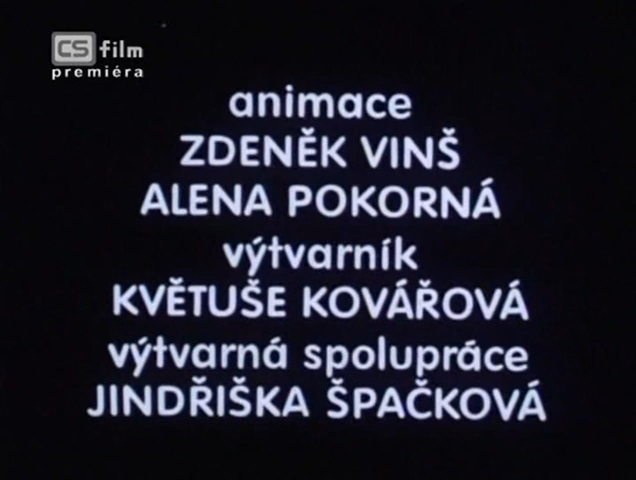 CS film
premiéra
animace
ZDENĚK VINŠ
ALENA POKORNÁ
výtvarník
KVĚTUŠE KOVÁŘOVÁ
výtvarná spolupráce
JINDŘIŠKA ŠPAČKOVÁ